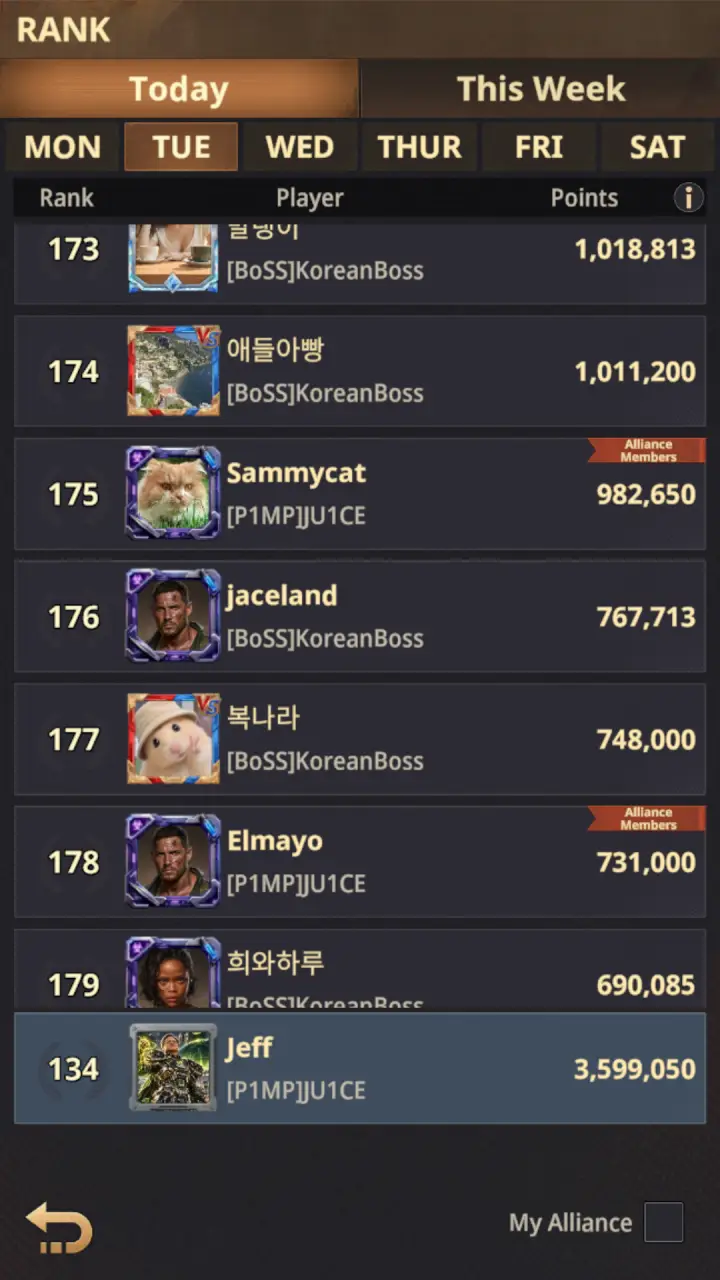 RANK
Today
This Week
MON
TUE
WED
THUR
FRI
SAT
Rank
Player
Points
173
[BoSS]KoreanBoss
1,018,813
174
애들아빵
[BoSS]KoreanBoss
1,011,200
175
Sammycat
[P1MP]JU1CE
Alliance
Members
982,650
176
jaceland
[BoSS]KoreanBoss
767,713
177
복나라
[BoSS]KoreanBoss
748,000
178
Elmayo
[P1MP]JU1CE
Alliance
Members
731,000
179
희와하루
[BoSS]KoreanBoss
690,085
134
Jeff
[P1MP]JU1CE
3,599,050
My Alliance